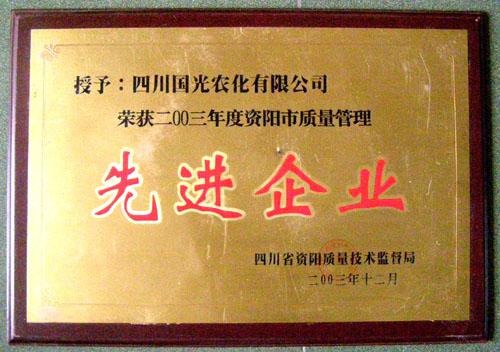 授予：四川国光农化有限公司
荣获二00三年度资阳市质量管理
先进企业
四川省资阳质量技术监督局
二00三年十二月